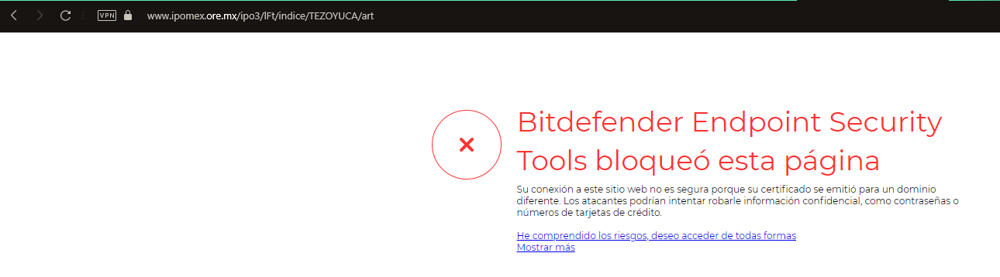 VPN www.ipomex.ore.mx/ipo3/lFt/indice/TEZOYUCA/art
Bitdefender Endpoint Security
Tools bloqueó esta página
Su conexión a este sitio web no es segura porque su certificado se emitió para un dominio
diferente. Los atacantes podrían intentar robarle información confidencial, como contraseñas o
números de tarjetas de crédito.
He comprendido los riesgos, deseo acceder de todas formas
Mostrar más